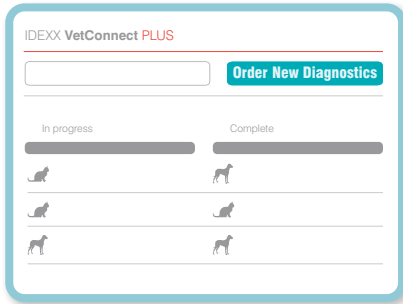 IDEXX VetConnect PLUS
Order New Diagnostics
In progress
Complete